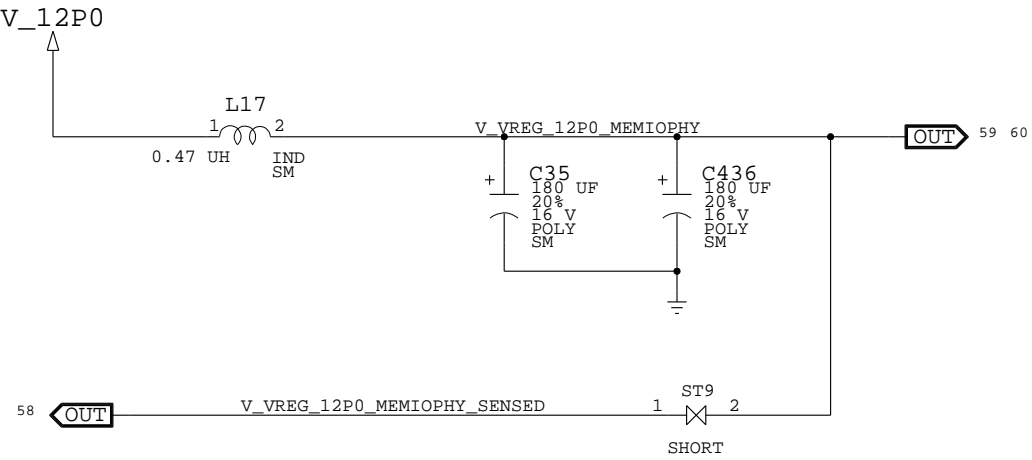 V_12P0
L17
1 2
0.47 UH
IND
SM
V_VREG_12P0_MEMIOPHY
OUT
59 60
+
C35
180 UF
20%
16 V
POLY
SM
+
C436
180 UF
20%
16 V
POLY
SM
58
OUT
V_VREG_12P0_MEMIOPHY_SENSED
ST9
1 2
SHORT